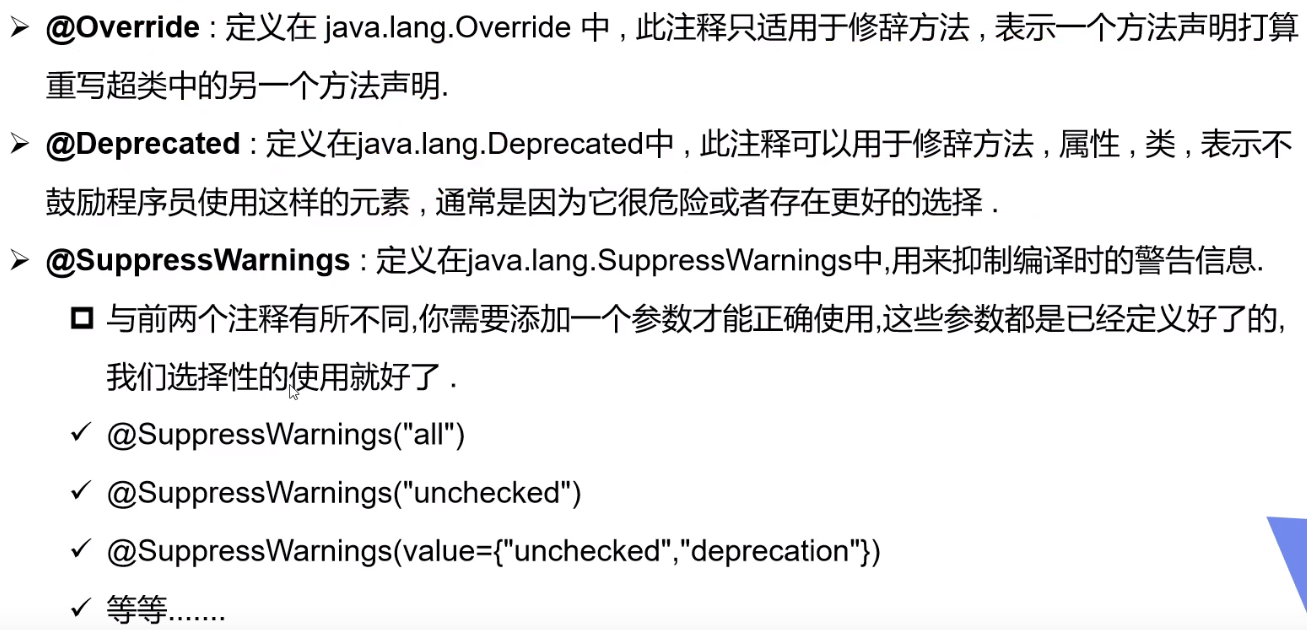 ➢ @Override : 定义在 java.lang.Override 中 , 此注释只适用于修辞方法 , 表示一个方法声明打算
重写超类中的另一个方法声明.
➢ @Deprecated : 定义在java.lang.Deprecated中 , 此注释可以用于修辞方法 , 属性 , 类 , 表示不
鼓励程序员使用这样的元素 , 通常是因为它很危险或者存在更好的选择 .
➢ @SuppressWarnings : 定义在java.lang.SuppressWarnings中,用来抑制编译时的警告信息.
与前两个注释有所不同,你需要添加一个参数才能正确使用,这些参数都是已经定义好了的,
我们选择性的使用就好了 .
✓ @SuppressWarnings("all")
✓ @SuppressWarnings("unchecked")
✓ @SuppressWarnings(value={"unchecked","deprecation"})
✓ 等等.......